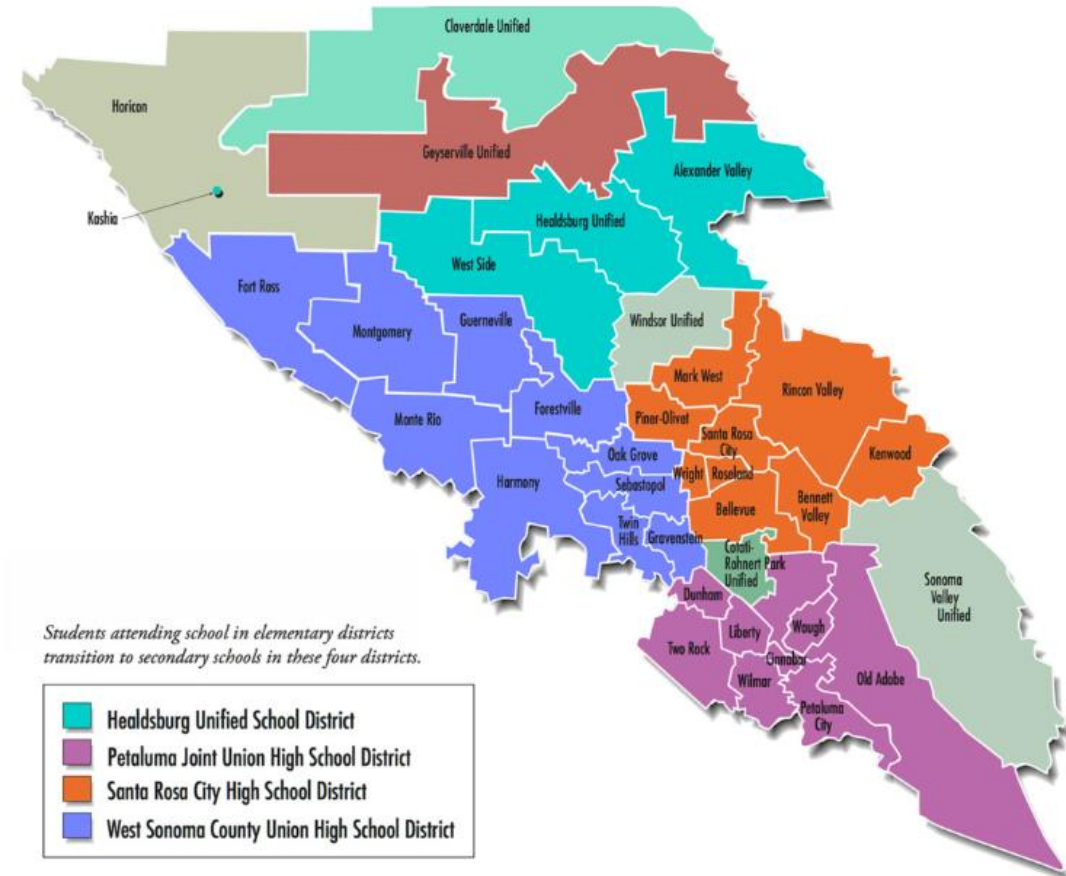 Cloverdale Unified
Horicon
Geyserville Unified
Alexander Valley
Kashia
Healdsburg Unified
West Side
Fort Ross
Guerneville
Windsor Unified
Montgomery
Mark West
Rincon Valley
Monte Rio
Forestville
Piner-Olivet
Santa Rosa
City
Kenwood
Oak Grove
Wright
Roseland
Harmony
Sebastopol
Bennett
Valley
Bellevue
Twin
Hills
Gravenstein
Cotati-
Rohnert Park
Unified
Sonoma
Valley
Unified
Dunham
Liberty
Waugh
Two Rock
Cinnabar
Wilmar
Old Adobe
Petaluma
City
Students attending school in elementary districts
transition to secondary schools in these four districts.
Healdsburg Unified School District
Petaluma Joint Union High School District
Santa Rosa City High School District
West Sonoma County Union High School District